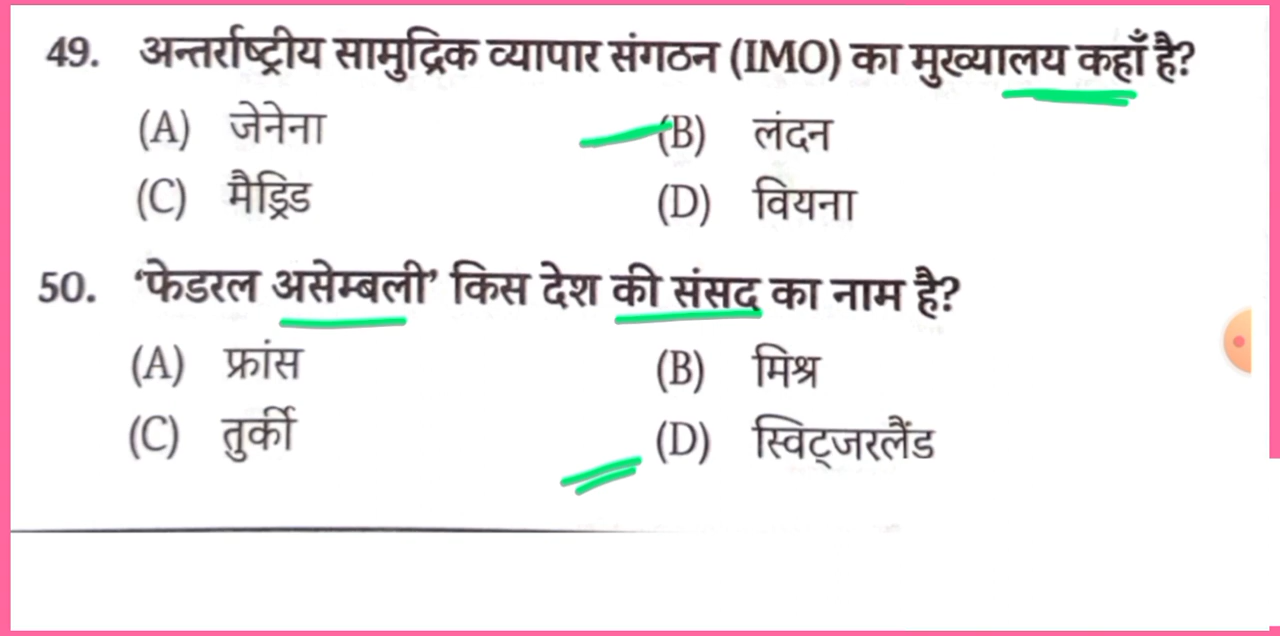 49. अन्तर्राष्ट्रीय सामुद्रिक व्यापार संगठन (IMO) का मुख्यालय कहाँ है?
(A) जेनेना (B) लंदन
(C) मैड्रिड (D) वियना
50. ‘फेडरल असेम्बली’ किस देश की संसद का नाम है?
(A) फ्रांस (B) मिश्र
(C) तुर्की (D) स्विट्जरलैंड